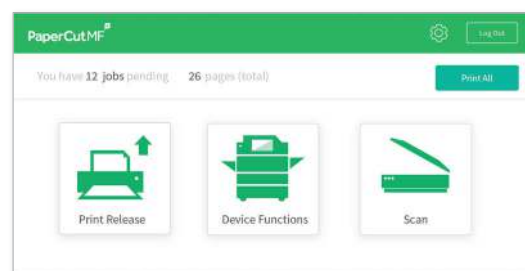 PaperCutMF
Log Out
You have 12 jobs pending 26 pages (total)
Print All
Print Release
Device Functions
Scan